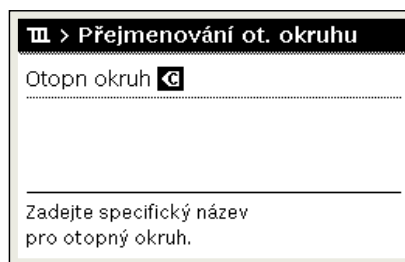 > Přejmenování ot. okruhu
Otopn okruh C
Zadejte specifický název
pro otopný okruh.